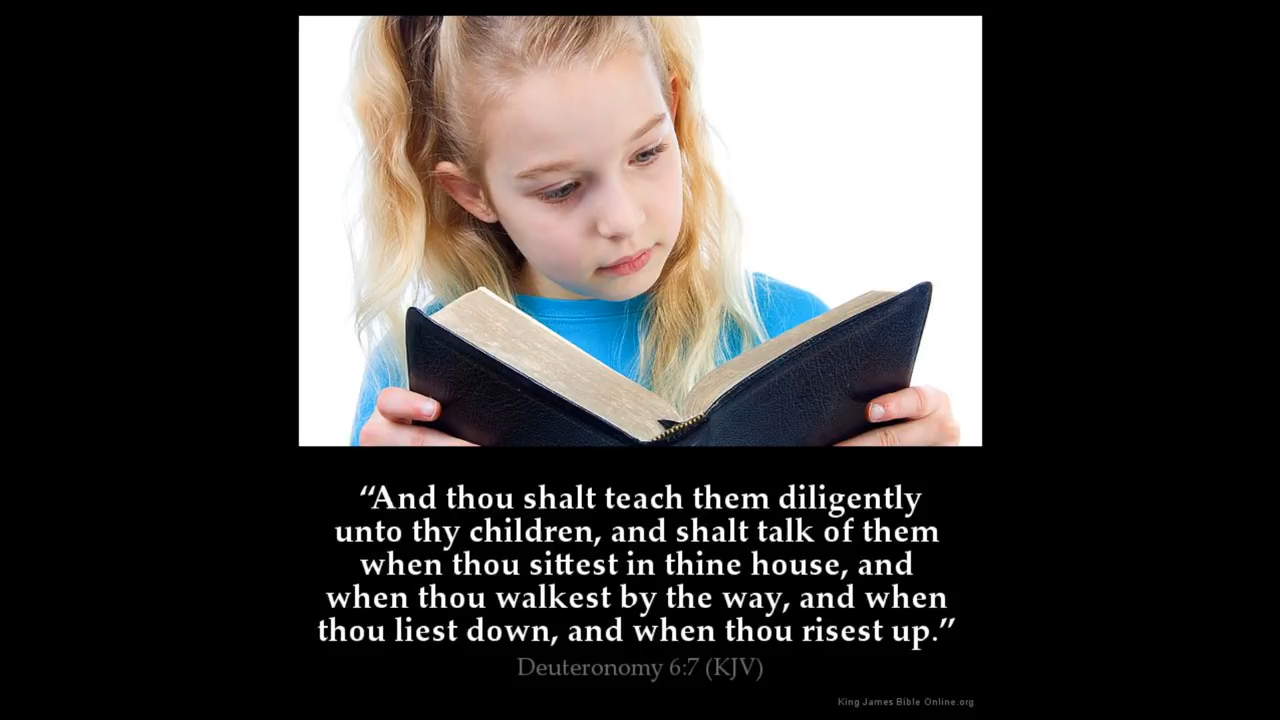 “And thou shalt teach them diligently
unto thy children, and shalt talk of them
when thou sittest in thine house, and
when thou walkest by the way, and when
thou liest down, and when thou risest up.”
Deuteronomy 6:7 (KJV)
King James Bible Online.org